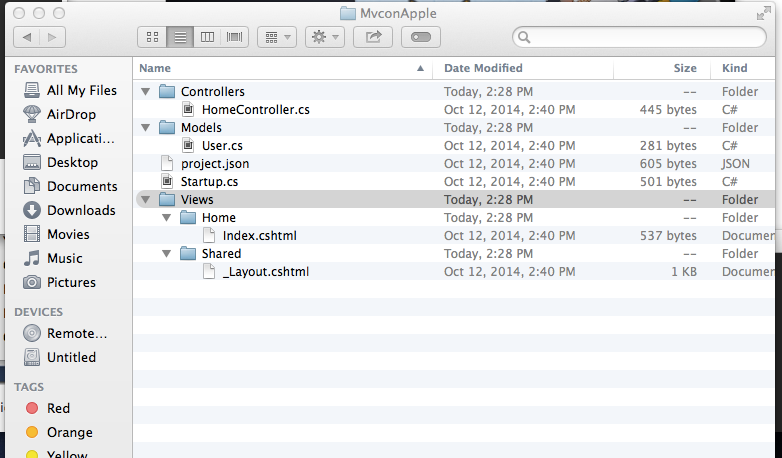 MvconApple
FAVORITES
All My Files
AirDrop
Applicati...
Desktop
Documents
Downloads
Movies
Music
Pictures
DEVICES
Remote...
Untitled
TAGS
Red
Orange
Yellow
Name Date Modified Size Kind
Controllers Today, 2:28 PM -- Folder
HomeController.cs Oct 12, 2014, 2:40 PM 445 bytes C#
Models Today, 2:28 PM -- Folder
User.cs Oct 12, 2014, 2:40 PM 281 bytes C#
project.json Oct 12, 2014, 2:40 PM 605 bytes JSON
Startup.cs Oct 12, 2014, 2:40 PM 501 bytes C#
Views Today, 2:28 PM -- Folder
Home Today, 2:28 PM -- Folder
Index.cshtml Oct 12, 2014, 2:40 PM 537 bytes Documen
Shared Today, 2:28 PM -- Folder
_Layout.cshtml Oct 12, 2014, 2:40 PM 1 KB Documen